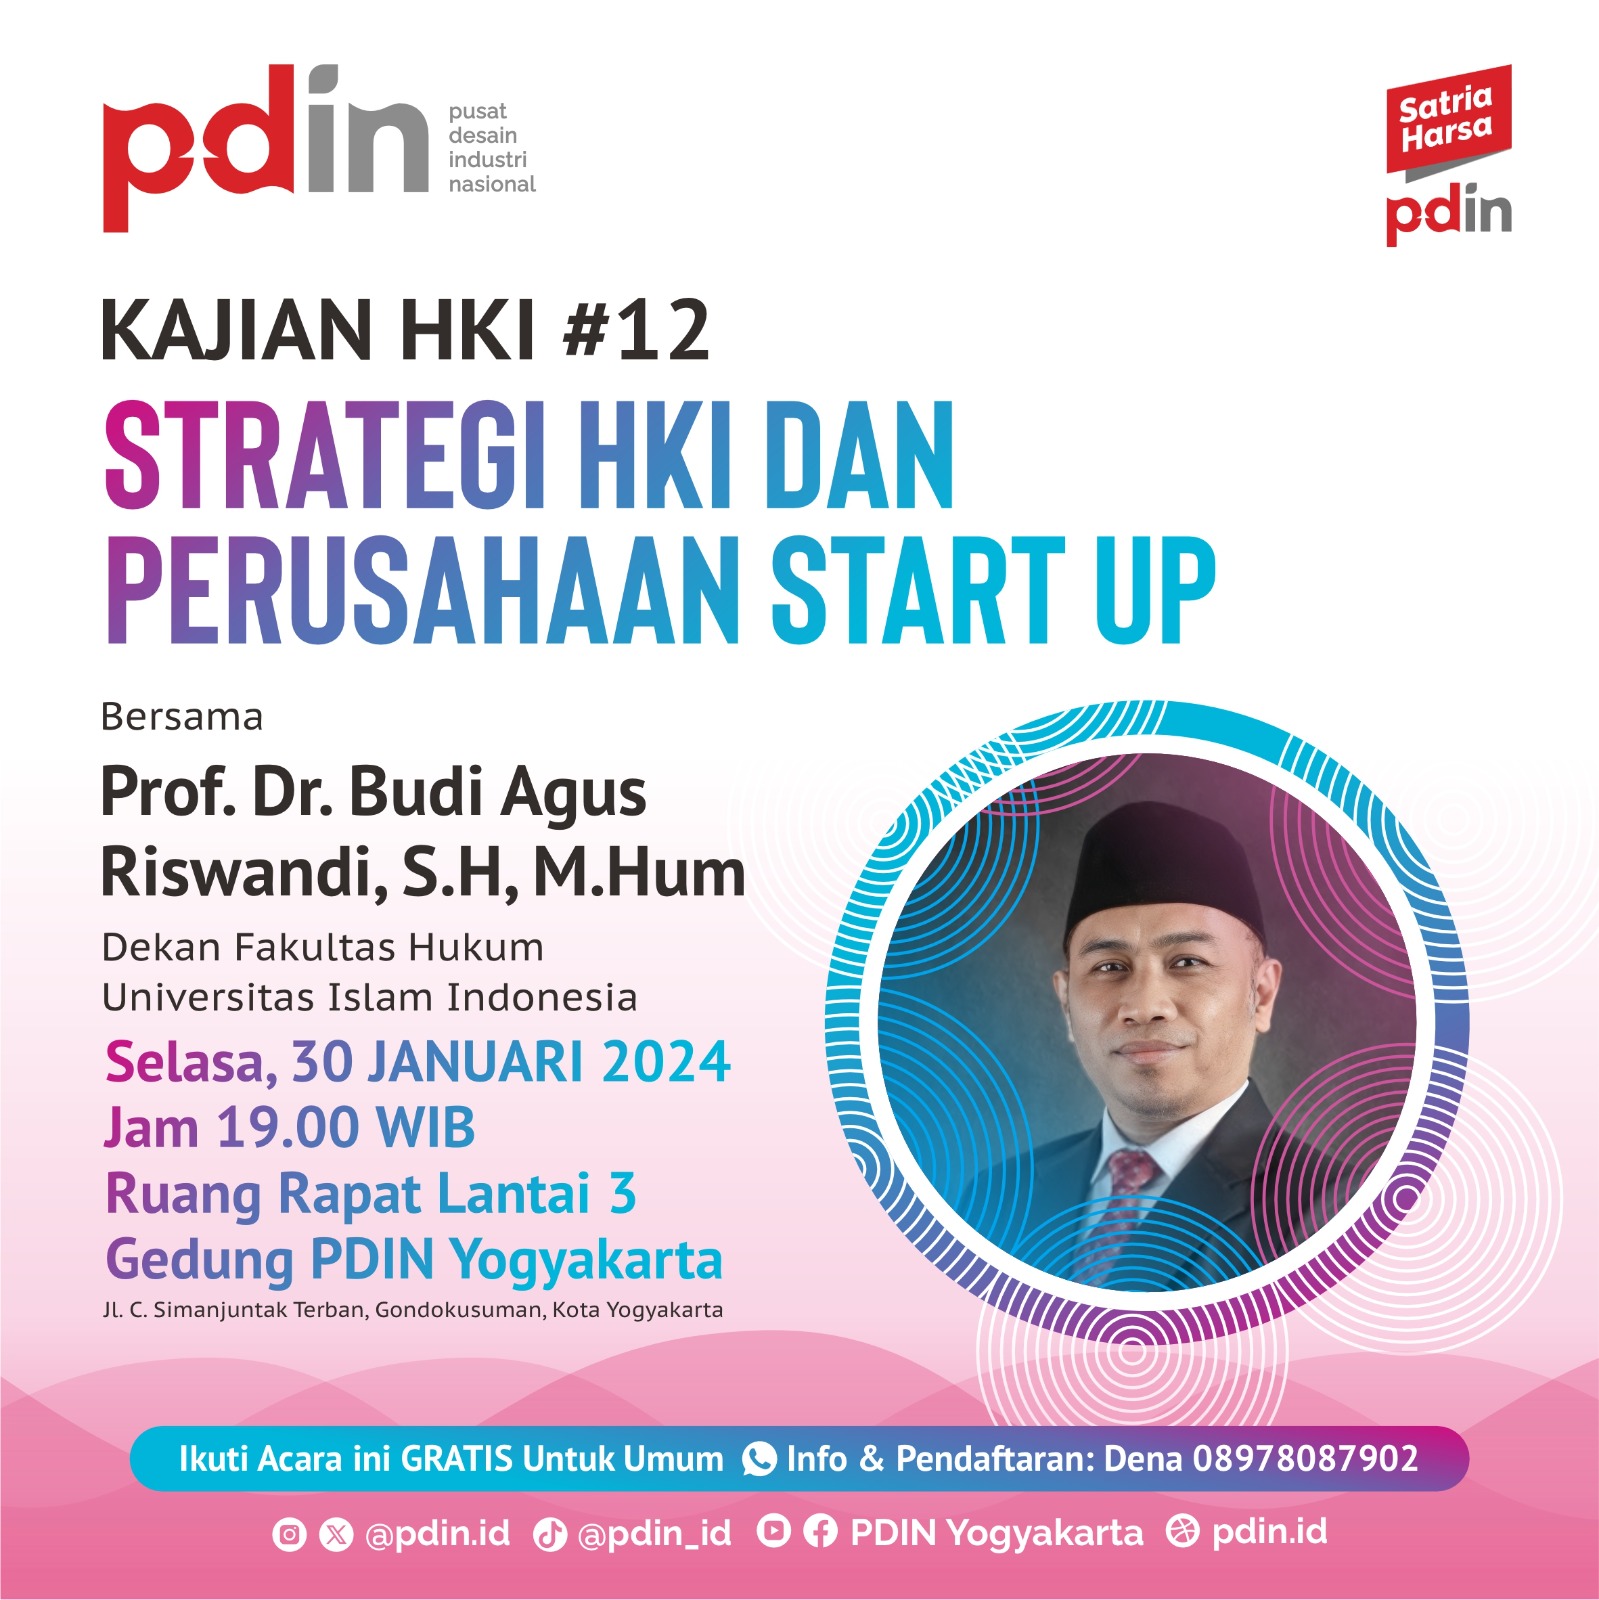 pdin
pusat
desain
industri
nasional
Satria
Harsa
pdin
KAJIAN HKI #12
STRATEGI HKI DAN
PERUSAHAAN START UP
Bersama
Prof. Dr. Budi Agus
Riswandi, S.H, M.Hum
Dekan Fakultas Hukum
Universitas Islam Indonesia
Selasa, 30 JANUARI 2024
Jam 19.00 WIB
Ruang Rapat Lantai 3
Gedung PDIN Yogyakarta
Jl. C. Simanjuntak Terban, Gondokusuman, Kota Yogyakarta
Ikuti Acara ini GRATIS Untuk Umum Info & Pendaftaran: Dena 08978087902
@pdin.id @pdin_id PDIN Yogyakarta pdin.id